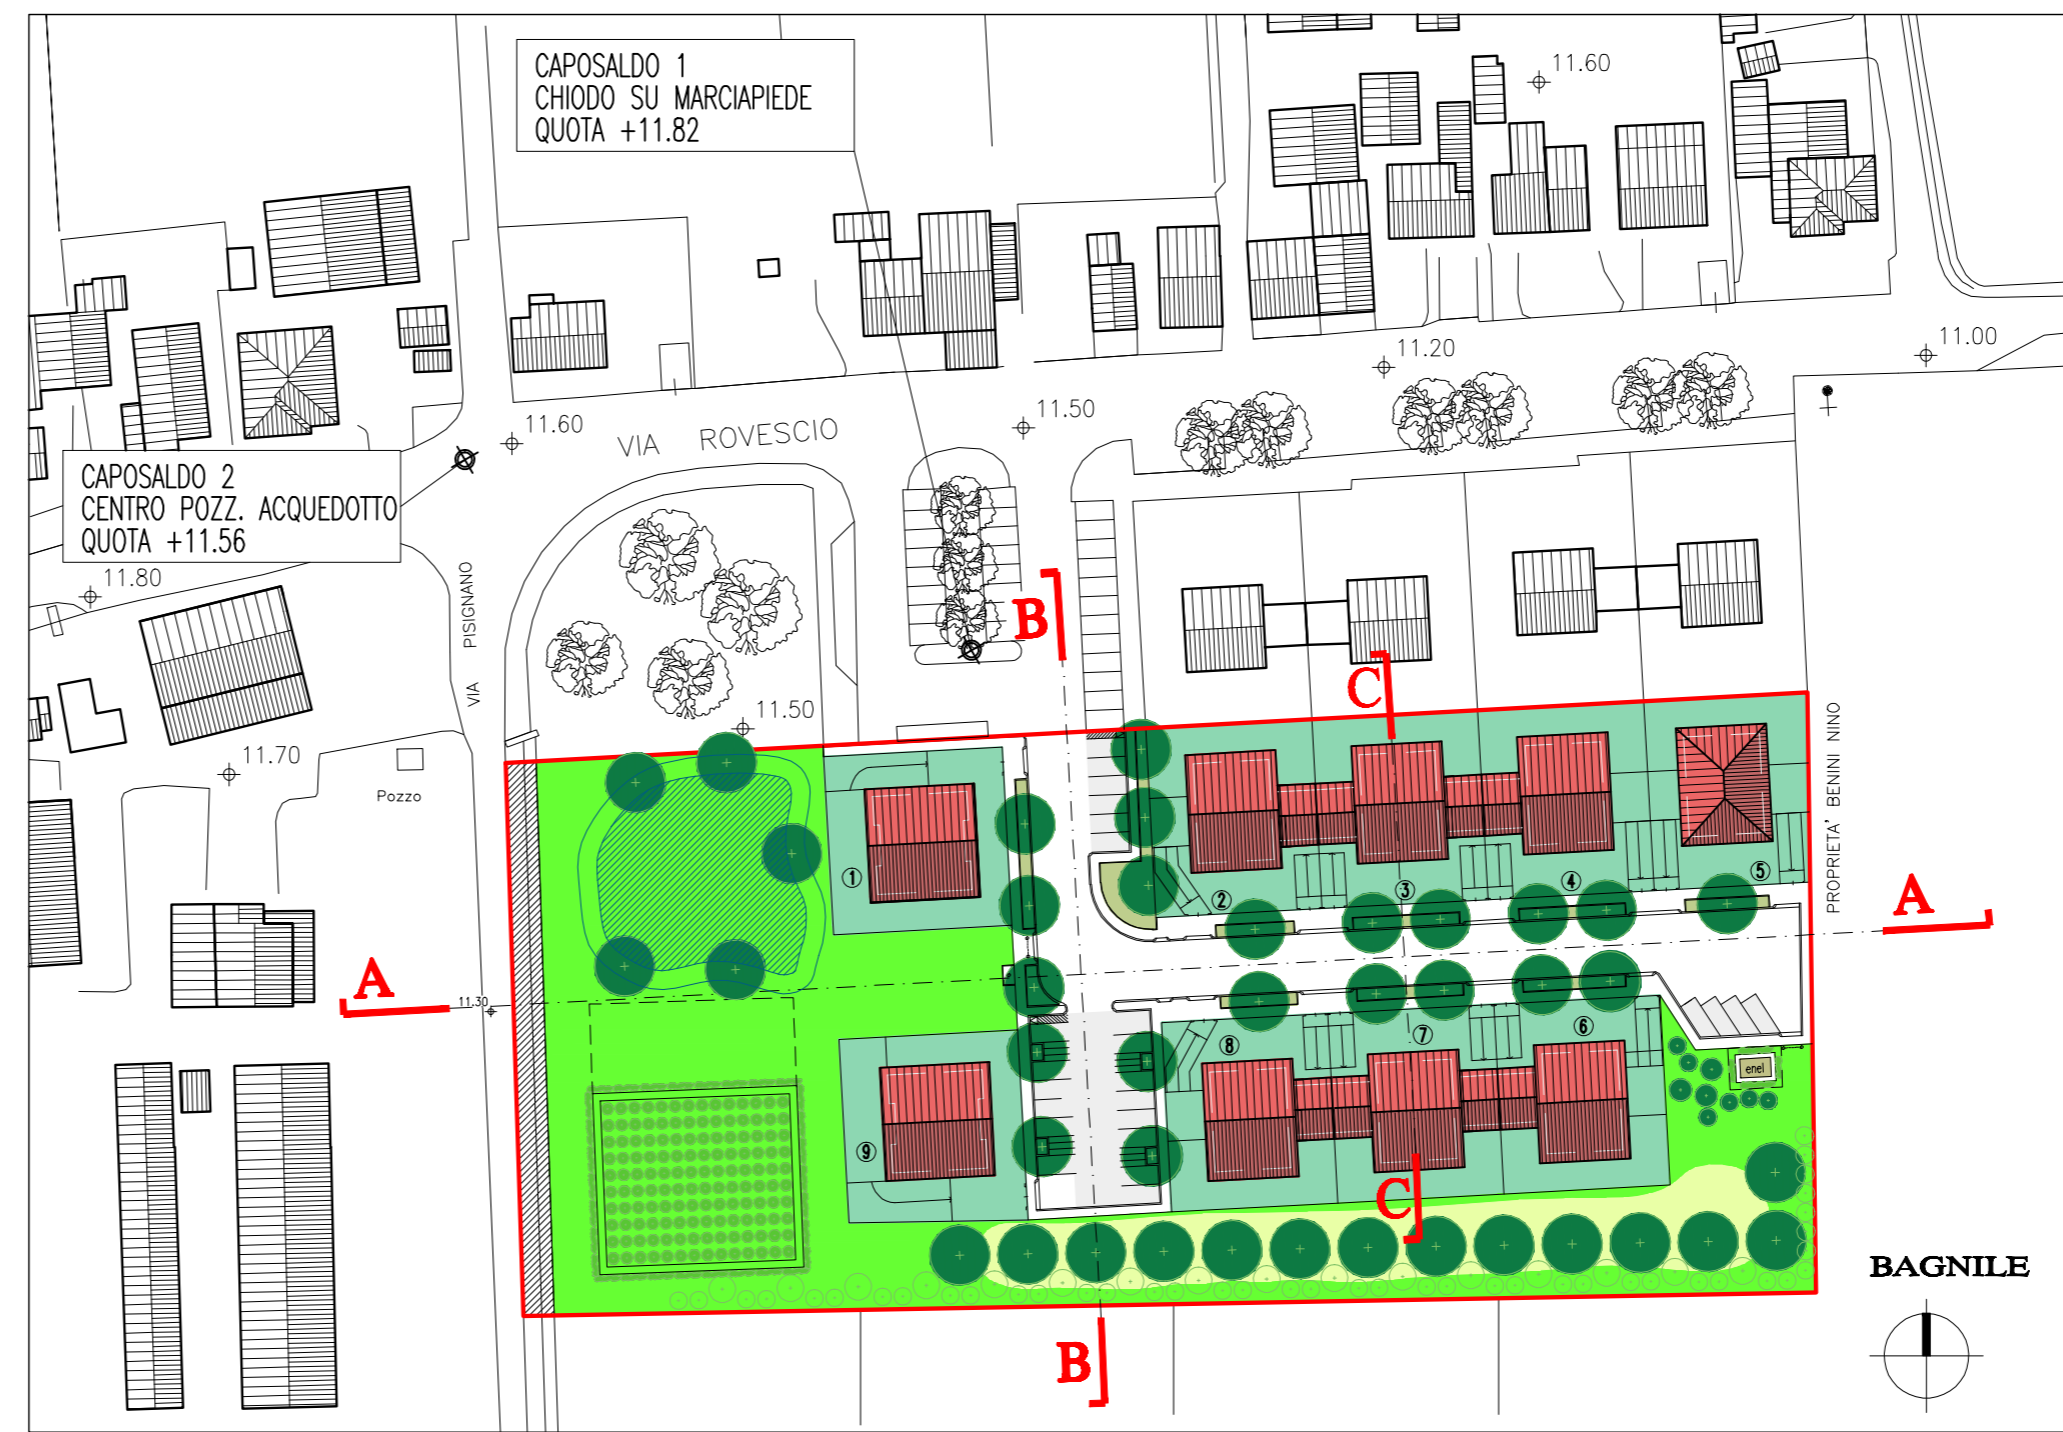 CAPOSALDO 1
CHIODO SU MARCIAPIEDE
QUOTA +11.82
11.60
11.00
11.20
11.50
11.60
VIA ROVESCIO
CAPOSALDO 2
CENTRO POZZ. ACQUEDOTTO
QUOTA +11.56
11.80
VIA PISIGNANO
B
C
11.50
11.70
Pozzo
PROPRIETA' BENINI NINO
1
2
3
4
5
A
A
11.30
6
7
8
9
enel
C
B
BAGNILE